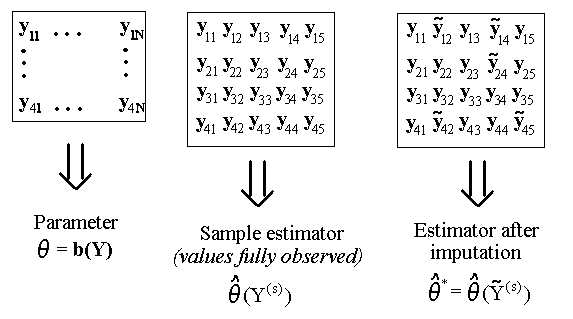 y11 . . . y1N
y41 . . . y4N
Parameter
θ = b(Y)
y11 y12 y13 y14 y15
y21 y22 y23 y24 y25
y31 y32 y33 y34 y35
y41 y42 y43 y44 y45
Sample estimator
(values fully observed)
θ̂(Y(s))
y11 ỹ12 y13 ỹ14 y15
y21 y22 y23 ỹ24 y25
y31 y32 y33 y34 y35
y41 ỹ42 y43 y44 ỹ45
Estimator after
imputation
θ̂* = θ̂(Ỹ(s))